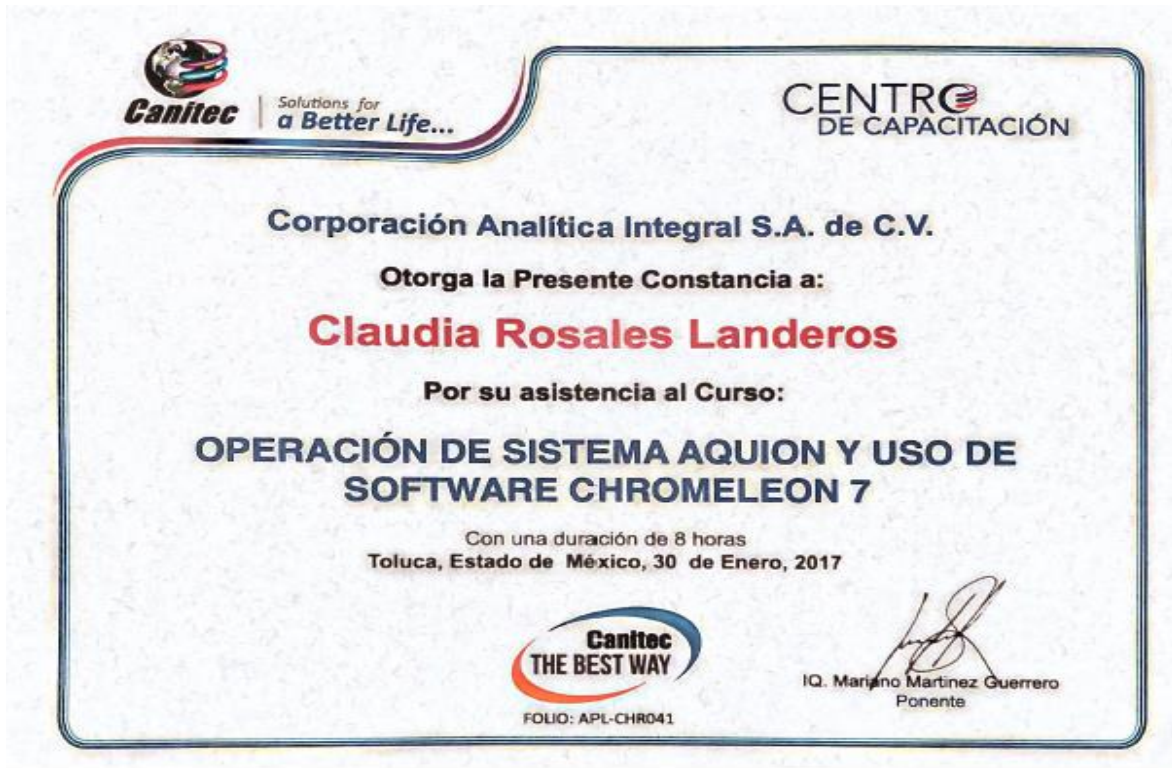 Canitec
Solutions for
a Better Life...
CENTRO
DE CAPACITACIÓN
Corporación Analítica Integral S.A. de C.V.
Otorga la Presente Constancia a:
Claudia Rosales Landeros
Por su asistencia al Curso:
OPERACIÓN DE SISTEMA AQUION Y USO DE
SOFTWARE CHROMELEON 7
Con una duración de 8 horas
Toluca, Estado de México, 30 de Enero, 2017
Canitec
THE BEST WAY
FOLIO: APL-CHR041
IQ. Mariano Martinez Guerrero
Ponente